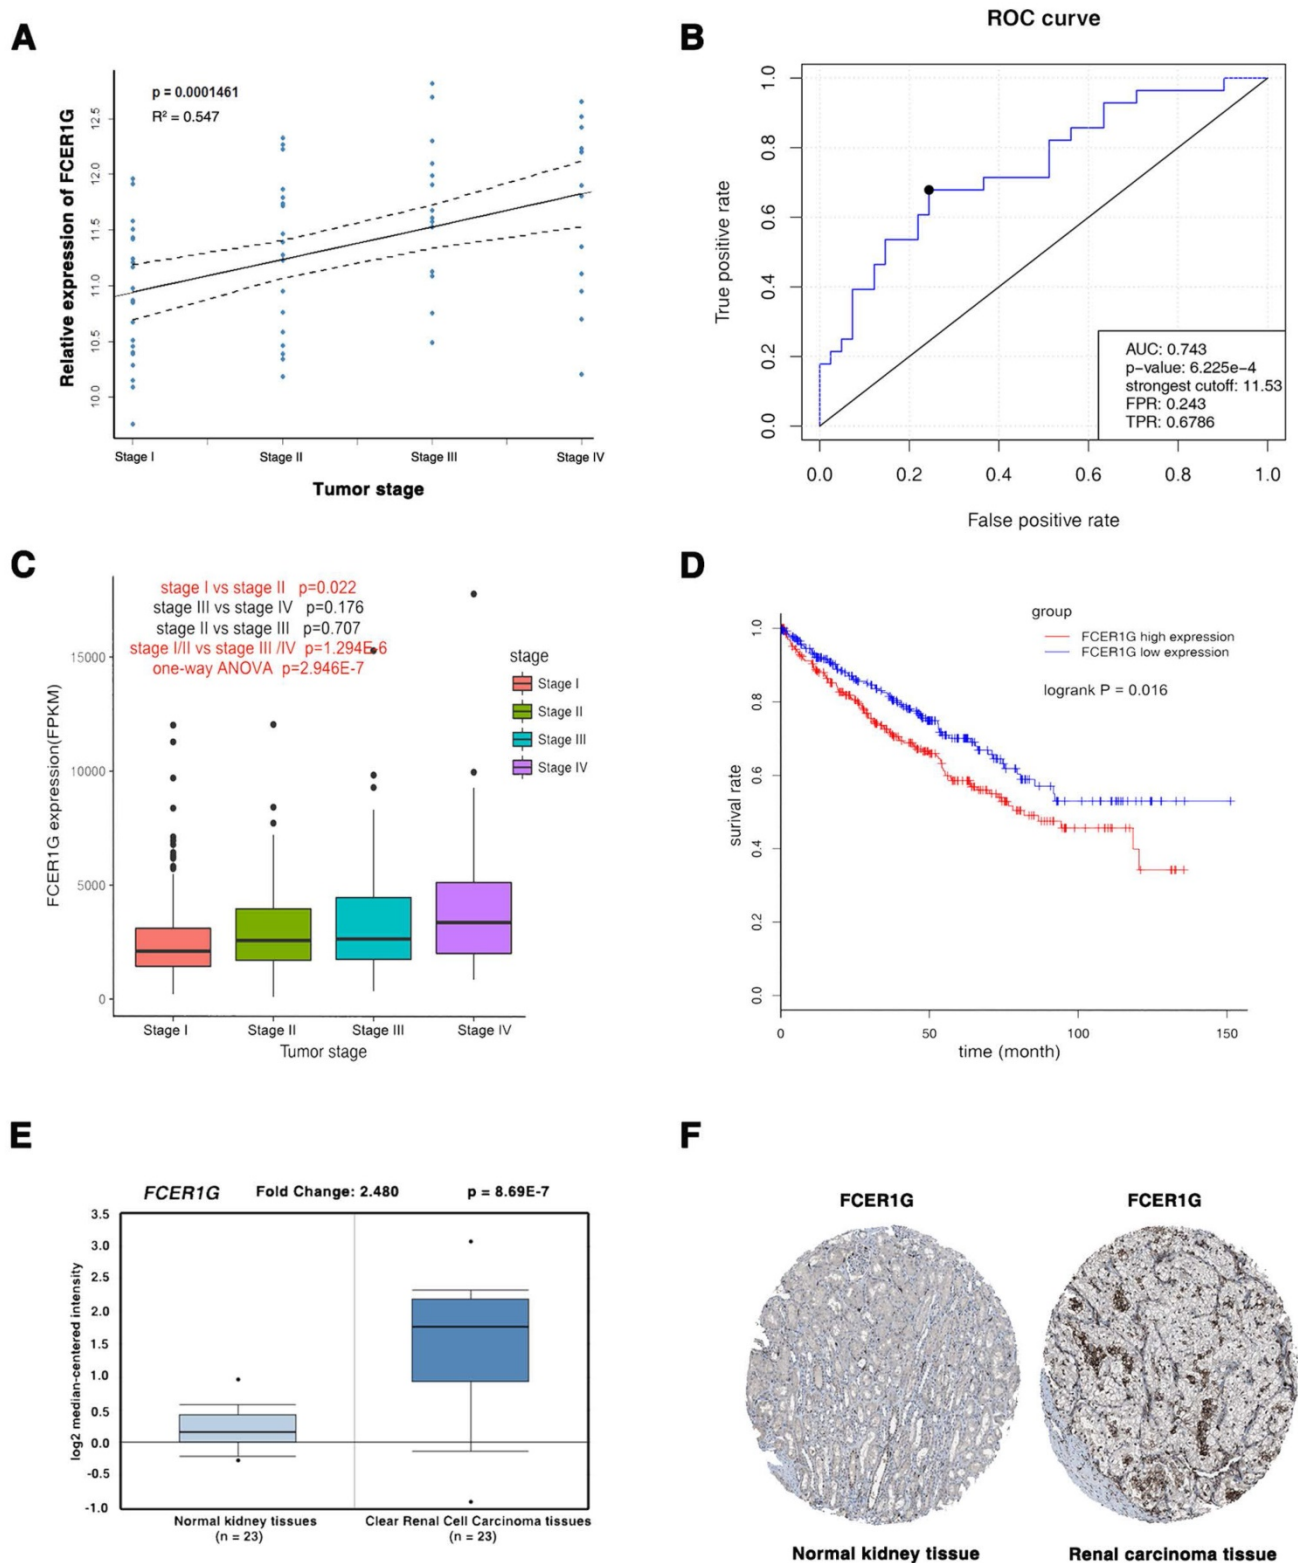 A
p = 0.0001461
R² = 0.547
Relative expression of FCER1G
12.5
12.0
11.5
11.0
10.5
10.0
Stage I
Stage II
Stage III
Stage IV
Tumor stage
B
ROC curve
True positive rate
1.0
0.8
0.6
0.4
0.2
0.0
AUC: 0.743
p-value: 6.225e-4
strongest cutoff: 11.53
FPR: 0.243
TPR: 0.6786
0.0
0.2
0.4
0.6
0.8
1.0
False positive rate
C
stage I vs stage II p=0.022
stage III vs stage IV p=0.176
stage II vs stage III p=0.707
stage I/II vs stage III /IV p=1.294E-6
one-way ANOVA p=2.946E-7
FCER1G expression(FPKM)
15000
10000
5000
0
stage
Stage I
Stage II
Stage III
Stage IV
Stage I
Stage II
Stage III
Stage IV
Tumor stage
D
group
FCER1G high expression
FCER1G low expression
logrank P = 0.016
surival rate
1.0
0.8
0.6
0.4
0.2
0.0
0
50
100
150
time (month)
E
FCER1G
Fold Change: 2.480
p = 8.69E-7
log2 median-centered intensity
3.5
3.0
2.5
2.0
1.5
1.0
0.5
0.0
-0.5
-1.0
Normal kidney tissues
(n = 23)
Clear Renal Cell Carcinoma tissues
(n = 23)
F
FCER1G
FCER1G
Normal kidney tissue
Renal carcinoma tissue